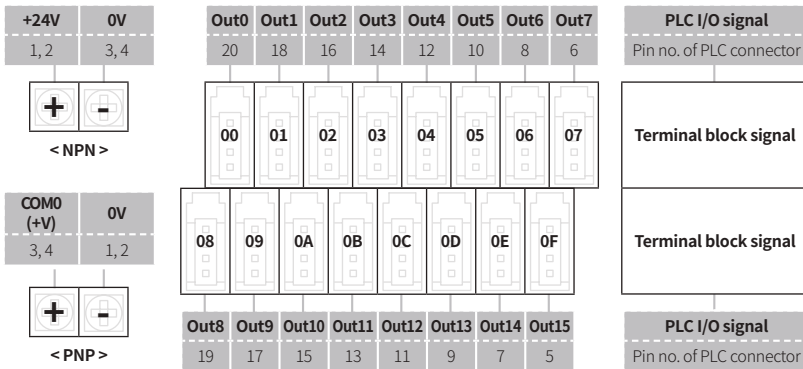 +24V 0V Out0 Out1 Out2 Out3 Out4 Out5 Out6 Out7 PLC I/O signal
1, 2 3, 4 20 18 16 14 12 10 8 6 Pin no. of PLC connector
+ -
00 01 02 03 04 05 06 07 Terminal block signal
< NPN >
COM0
(+V) 0V
3, 4 1, 2
08 09 0A 0B 0C 0D 0E 0F Terminal block signal
+ -
Out8 Out9 Out10 Out11 Out12 Out13 Out14 Out15 PLC I/O signal
< PNP > 19 17 15 13 11 9 7 5 Pin no. of PLC connector